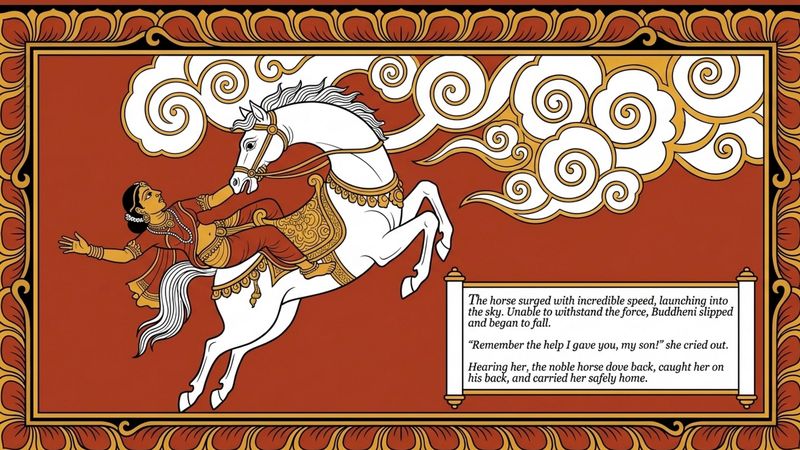 The horse surged with incredible speed, launching into
the sky. Unable to withstand the force, Buddheni slipped
and began to fall.
“Remember the help I gave you, my son!” she cried out.
Hearing her, the noble horse dove back, caught her on
his back, and carried her safely home.